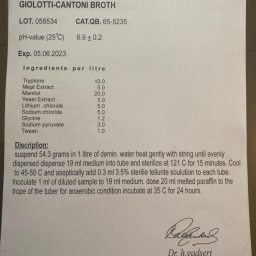 GIOLOTTI-CANTONI BROTH
LOT. 058534 CAT.QB. 65-5235
pH-value (25°C) 6.9 ± 0.2
Exp. 05.06.2023
Ingredients per litre
Tryptone 10.0
Meat Extract 5.0
Mannitol 20.0
Yeast Extract 5.0
Lithium chloride 5.0
Sodium chloride 5.0
Glycine 1.2
Sodium pyruvate 3.0
Tween 1.0
Discription:
suspend 54.3 grams in 1 litre of demin. water heat gently with string until evenly
dispersed dispense 19 ml medium into tube and sterilize at 121 C for 15 minutes. Cool
to 45-50 C and aseptically add 0.3 ml 3.5% sterile tellurite soulution to each tube.
Inoculate 1 ml of diluted sample to 19 ml medium. dose 20 ml melted paraffin to the
trope of the tuber for anaerobic condition incubate at 35 C for 24 hours.
Dr. h.